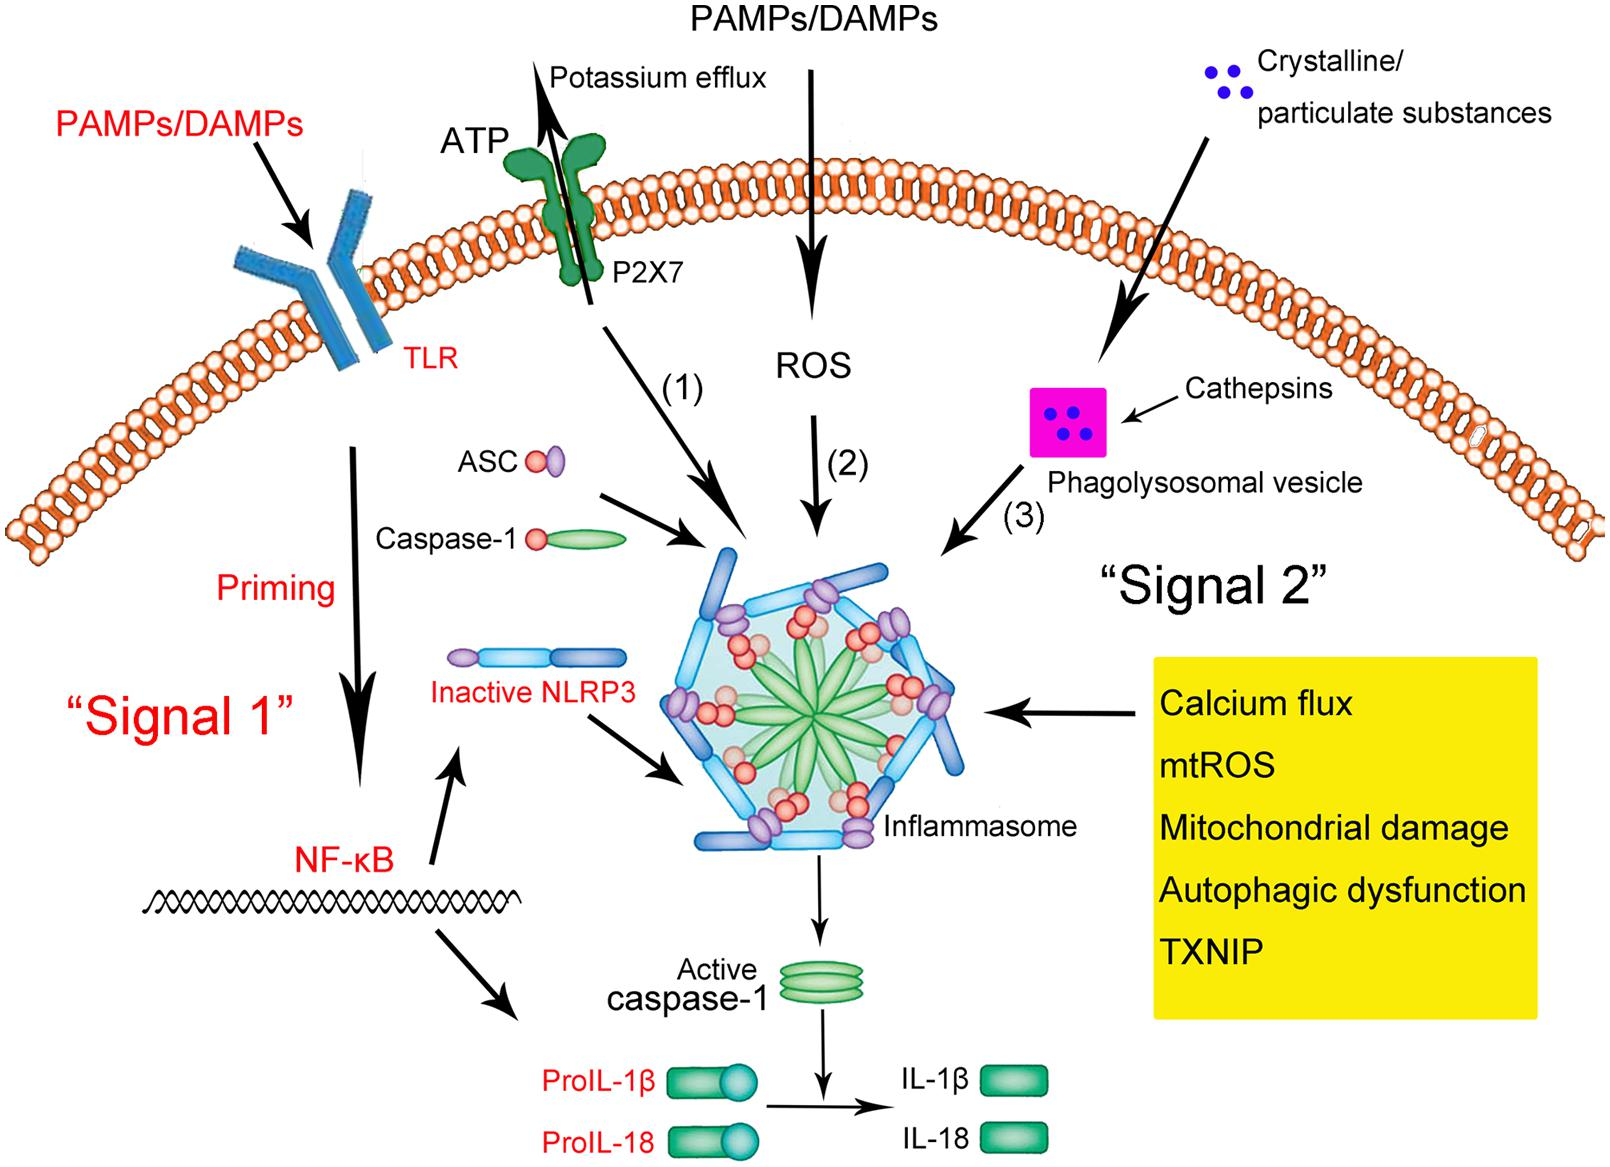 PAMPs/DAMPs
Potassium efflux
Crystalline/
particulate substances
PAMPs/DAMPs
ATP
P2X7
TLR
ROS
(1)
Cathepsins
ASC
(2)
Phagolysosomal vesicle
(3)
Caspase-1
Priming
“Signal 2”
Inactive NLRP3
“Signal 1”
Calcium flux
mtROS
Mitochondrial damage
Autophagic dysfunction
TXNIP
Inflammasome
NF-κB
Active
caspase-1
ProIL-1β
IL-1β
ProIL-18
IL-18